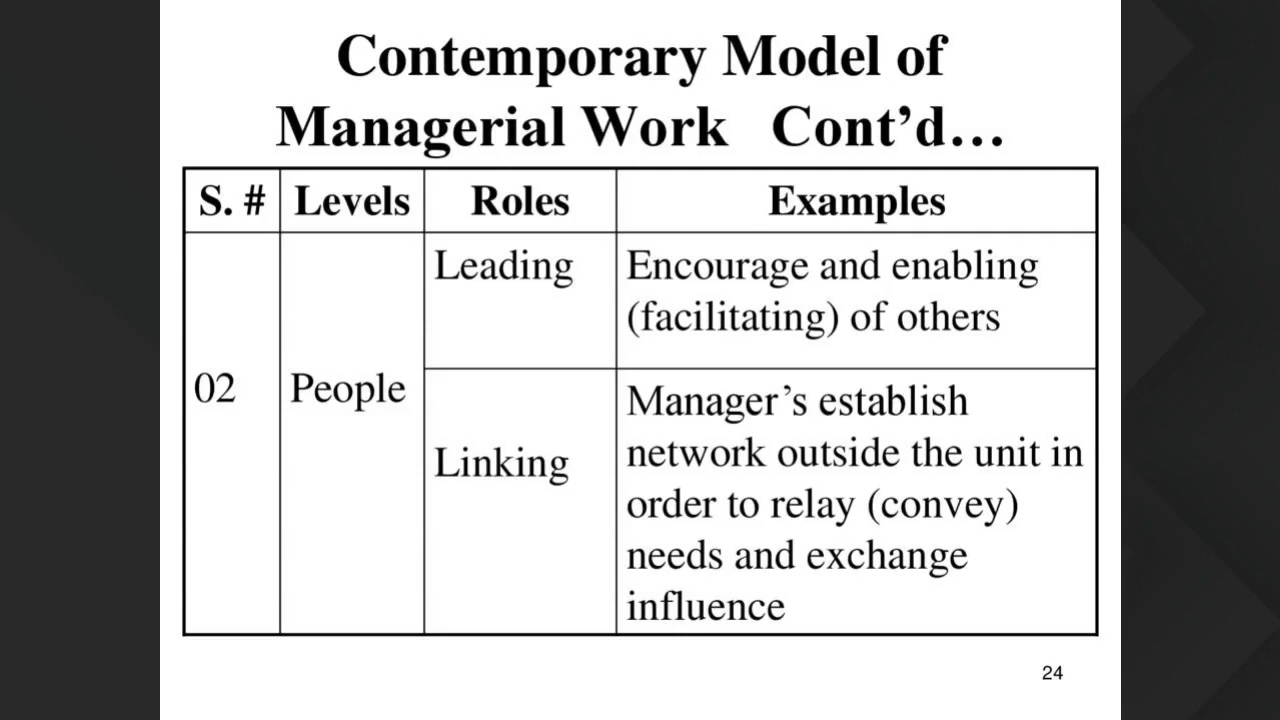 Contemporary Model of
Managerial Work Cont’d…
S. # Levels Roles Examples
02
People
Leading
Encourage and enabling
(facilitating) of others
Linking
Manager’s establish
network outside the unit in
order to relay (convey)
needs and exchange
influence
24